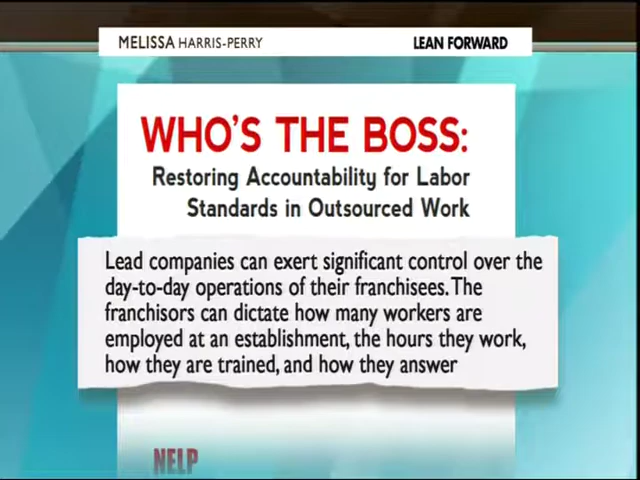 MELISSA HARRIS-PERRY
LEAN FORWARD
WHO'S THE BOSS:
Restoring Accountability for Labor
Standards in Outsourced Work
Lead companies can exert significant control over the
day-to-day operations of their franchisees. The
franchisors can dictate how many workers are
employed at an establishment, the hours they work,
how they are trained, and how they answer
NELP